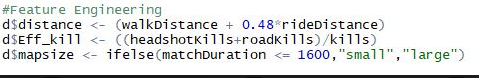 #Feature Engineering
d$distance <- (walkDistance + 0.48*rideDistance)
d$Eff_kill <- ((headshotKills+roadKills)/kills)
d$mapsize <- ifelse(matchDuration <= 1600,"small","large")